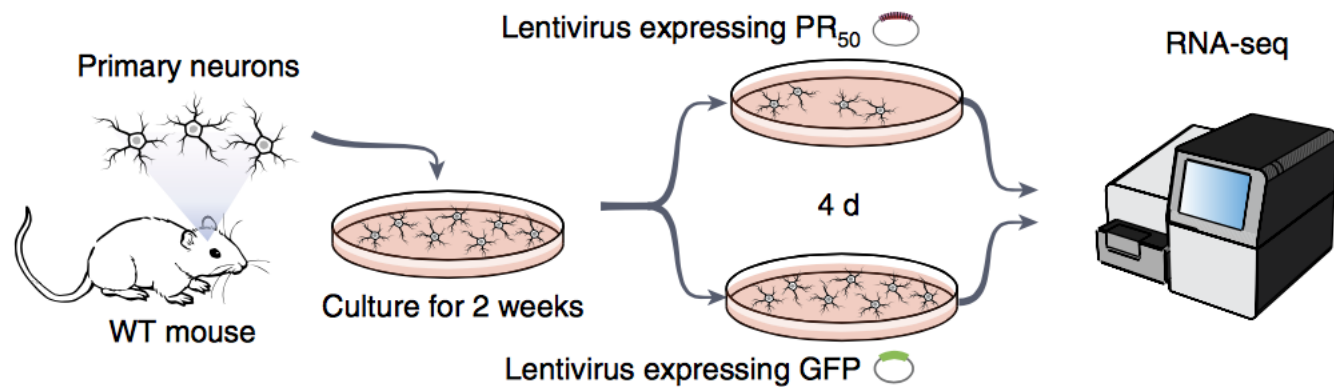 Primary neurons
WT mouse
Culture for 2 weeks
Lentivirus expressing PR₅₀
4 d
Lentivirus expressing GFP
RNA-seq